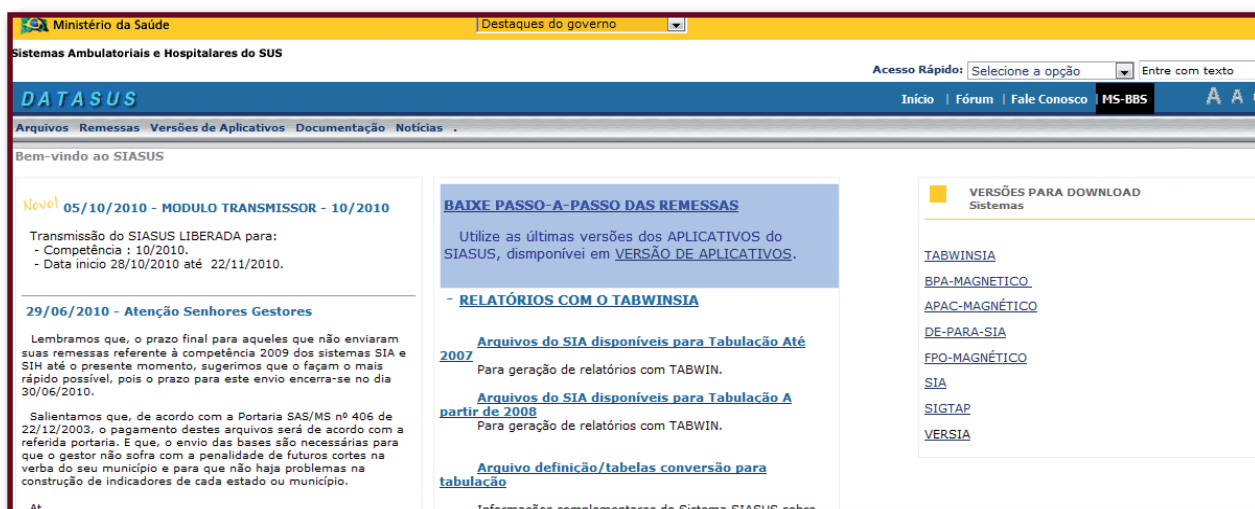 Ministério da Saúde
Destaques do governo
Sistemas Ambulatoriais e Hospitalares do SUS
Acesso Rápido: Selecione a opção Entre com texto
DATASUS
Início | Fórum | Fale Conosco | MS-BBS A A
Arquivos Remessas Versões de Aplicativos Documentação Notícias .
Bem-vindo ao SIASUS
Novo! 05/10/2010 - MODULO TRANSMISSOR - 10/2010
Transmissão do SIASUS LIBERADA para:
- Competência : 10/2010.
- Data inicio 28/10/2010 até 22/11/2010.
29/06/2010 - Atenção Senhores Gestores
Lembramos que, o prazo final para aqueles que não enviaram
suas remessas referente à competência 2009 dos sistemas SIA e
SIH até o presente momento, sugerimos que o façam o mais
rápido possível, pois o prazo para este envio encerra-se no dia
30/06/2010.
Salientamos que, de acordo com a Portaria SAS/MS nº 406 de
22/12/2003, o pagamento destes arquivos será de acordo com a
referida portaria. E que, o envio das bases são necessárias para
que o gestor não sofra com a penalidade de futuros cortes na
verba do seu município e para que não haja problemas na
construção de indicadores de cada estado ou município.
At
BAIXE PASSO-A-PASSO DAS REMESSAS
Utilize as últimas versões dos APLICATIVOS do
SIASUS, dismponívei em VERSÃO DE APLICATIVOS.
- RELATÓRIOS COM O TABWINSIA
Arquivos do SIA disponíveis para Tabulação Até
2007
Para geração de relatórios com TABWIN.
Arquivos do SIA disponíveis para Tabulação A
partir de 2008
Para geração de relatórios com TABWIN.
Arquivo definição/tabelas conversão para
tabulação
Informações complementares do Sistema SIASUS sobre
VERSÕES PARA DOWNLOAD
Sistemas
TABWINSIA
BPA-MAGNETICO
APAC-MAGNÉTICO
DE-PARA-SIA
FPO-MAGNÉTICO
SIA
SIGTAP
VERSIA